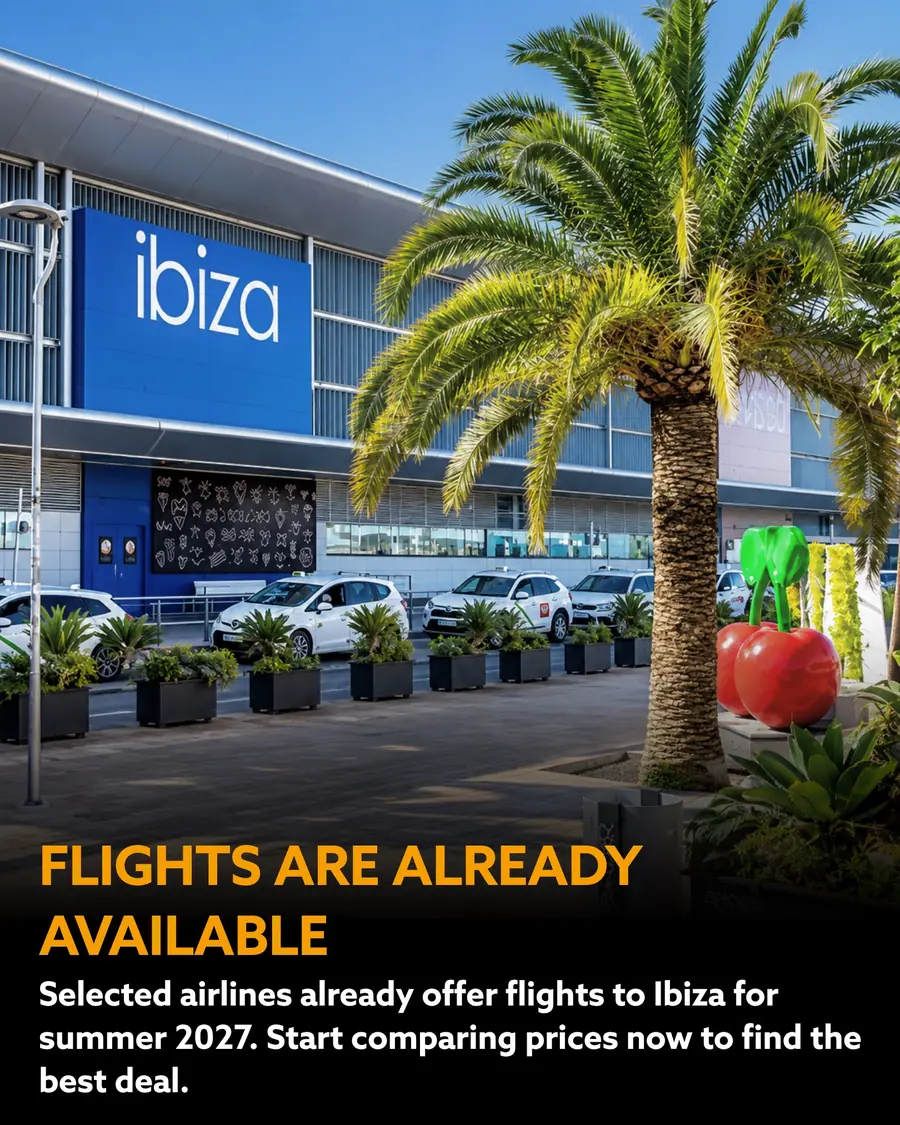 ibiza
FLIGHTS ARE ALREADY
AVAILABLE
Selected airlines already offer flights to Ibiza for
summer 2027. Start comparing prices now to find the
best deal.